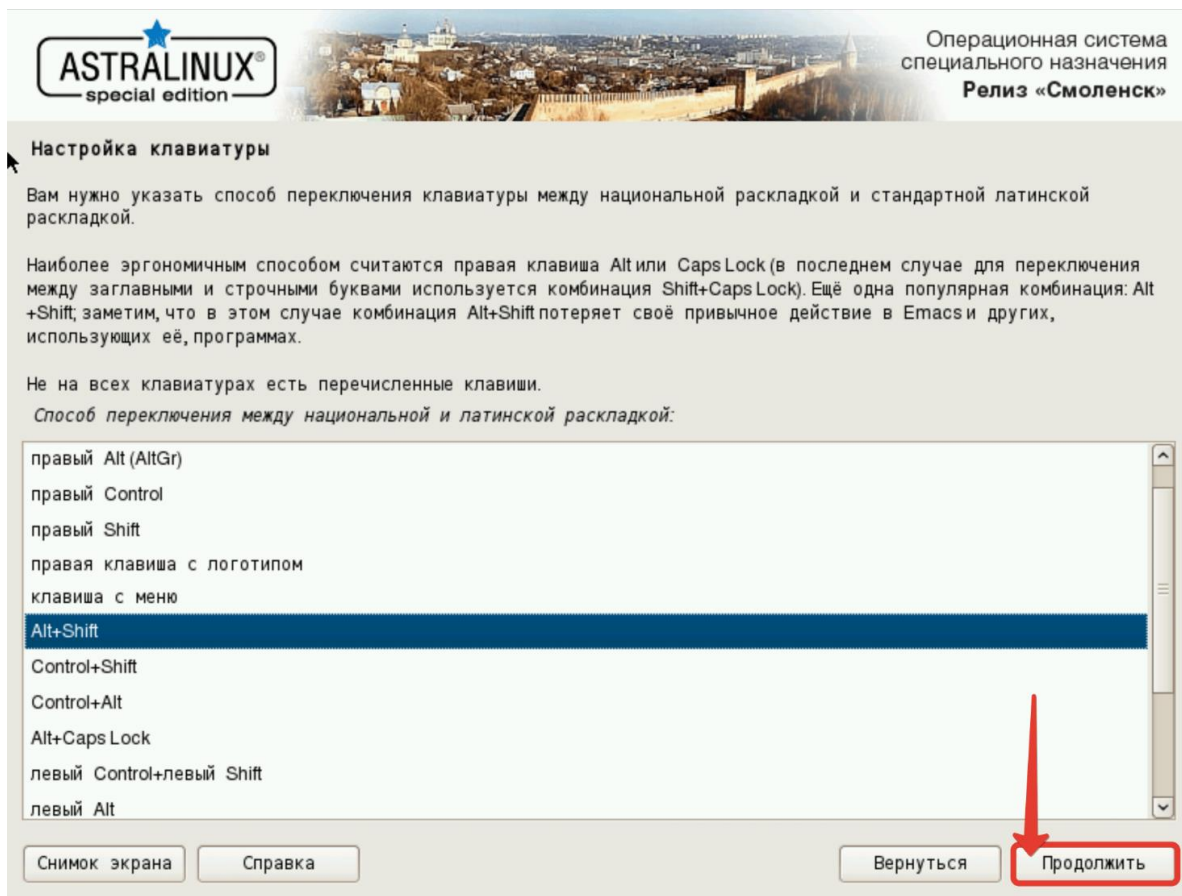 ASTRALINUX®
special edition
Операционная система
специального назначения
Релиз «Смоленск»
Настройка клавиатуры
Вам нужно указать способ переключения клавиатуры между национальной раскладкой и стандартной латинской
раскладкой.
Наиболее эргономичным способом считаются правая клавиша Alt или Caps Lock (в последнем случае для переключения
между заглавными и строчными буквами используется комбинация Shift+Caps Lock). Ещё одна популярная комбинация: Alt
+Shift; заметим, что в этом случае комбинация Alt+Shift потеряет своё привычное действие в Emacs и других,
использующих её, программах.
Не на всех клавиатурах есть перечисленные клавиши.
Способ переключения между национальной и латинской раскладкой:
правый Alt (AltGr)
правый Control
правый Shift
правая клавиша с логотипом
клавиша с меню
Alt+Shift
Control+Shift
Control+Alt
Alt+Caps Lock
левый Control+левый Shift
левый Alt
Снимок экрана
Справка
Вернуться
Продолжить